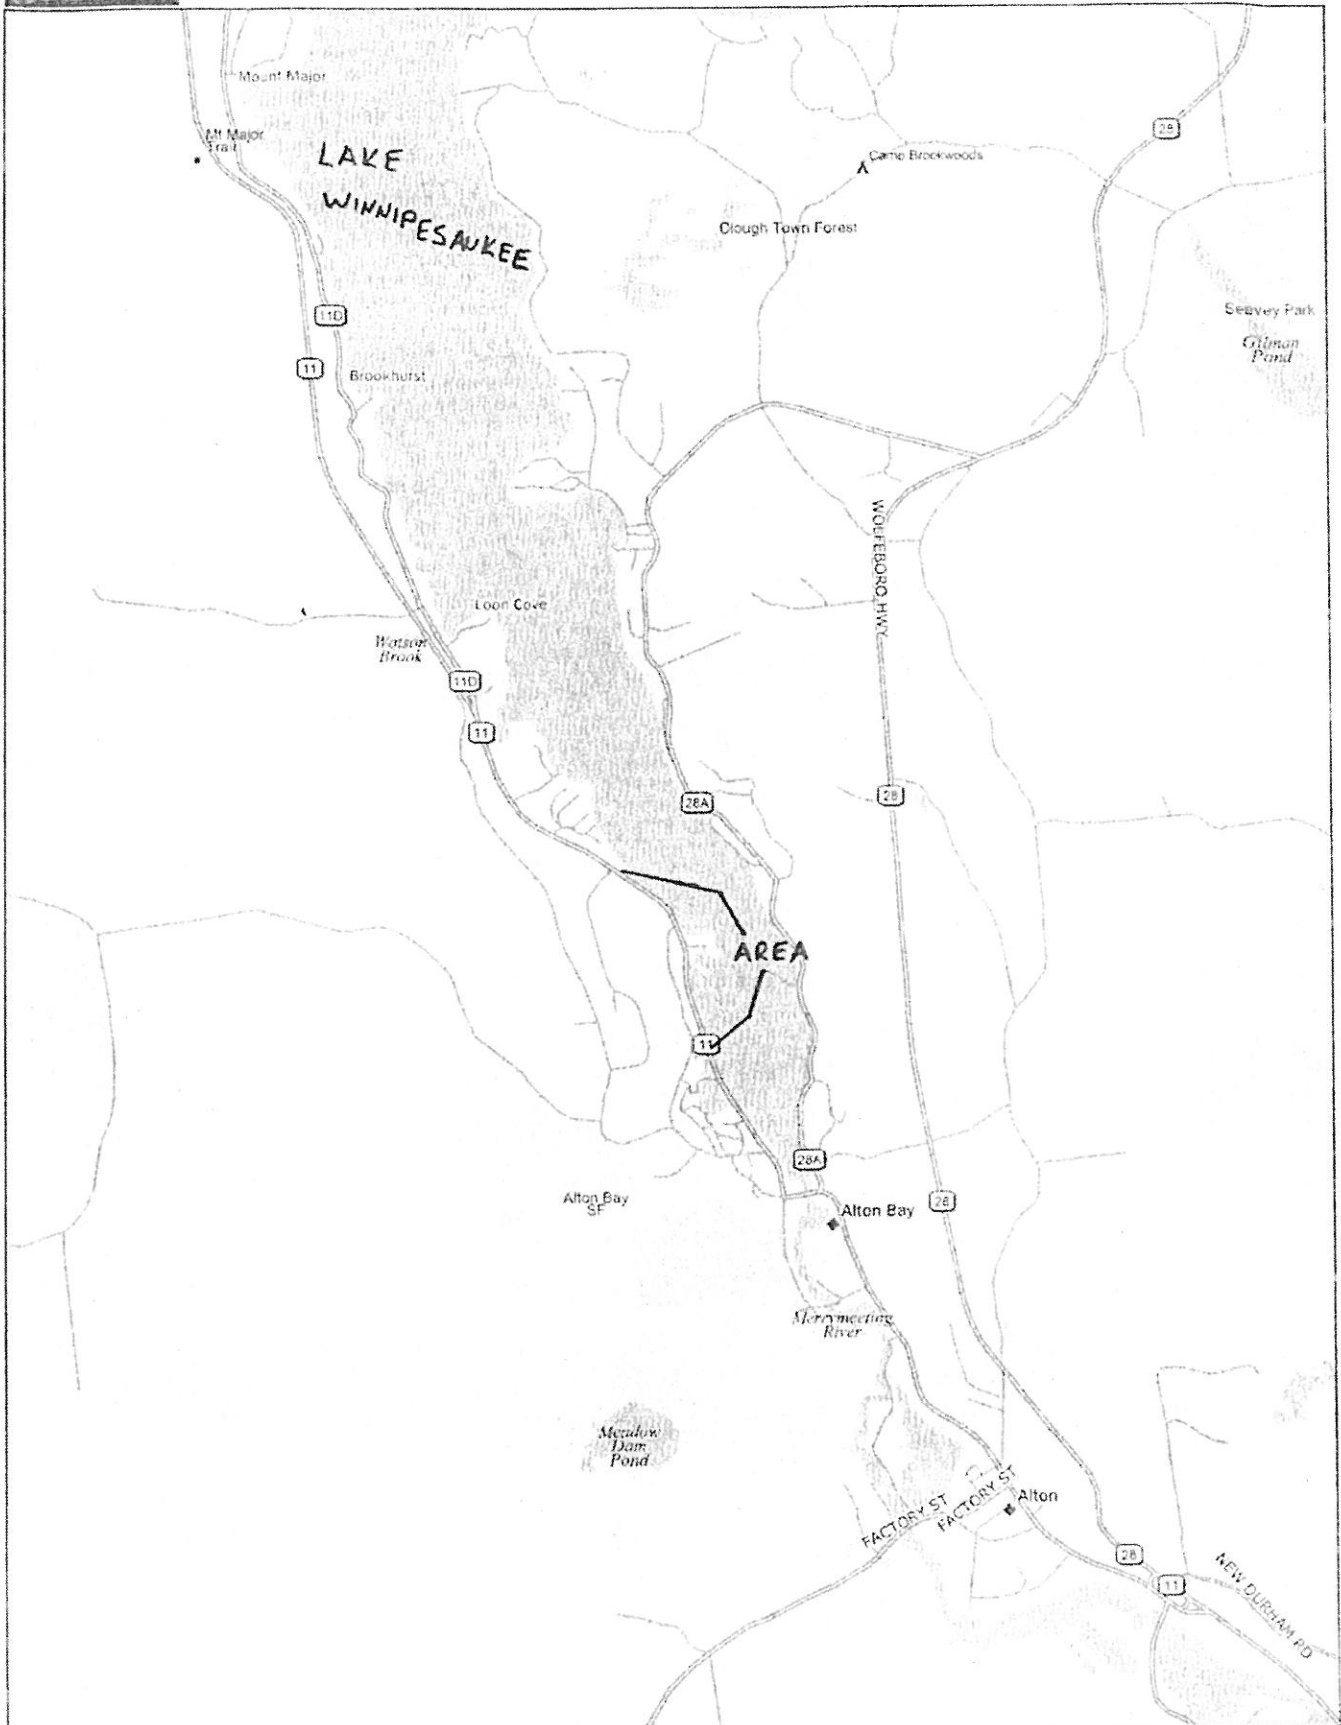 Mount Major
Mt Major
Trail
LAKE
WINNIPESAUKEE
28
Camp Brookwoods
Clough Town Forest
11D
Seavey Park
Gilman
Pond
11
Brookhurst
WOLFEBORO HWY
Loon Cove
Watson
Brook
11D
11
28A
28
AREA
11
28A
Alton Bay
SF
28
Alton Bay
Merrymeeting
River
Meadow
Dam
Pond
FACTORY ST
FACTORY ST
Alton
28
11
NEW DURHAM RD